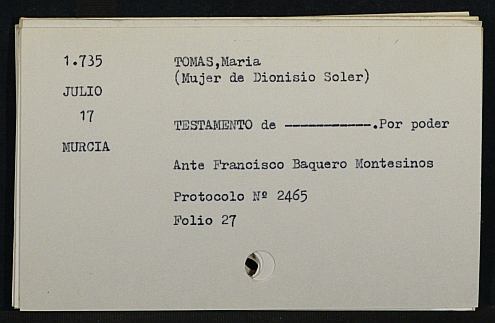 1.735
JULIO
17
MURCIA
TOMAS,Maria
(Mujer de Dionisio Soler)
TESTAMENTO de -----------.Por poder
Ante Francisco Baquero Montesinos
Protocolo Nº 2465
Folio 27